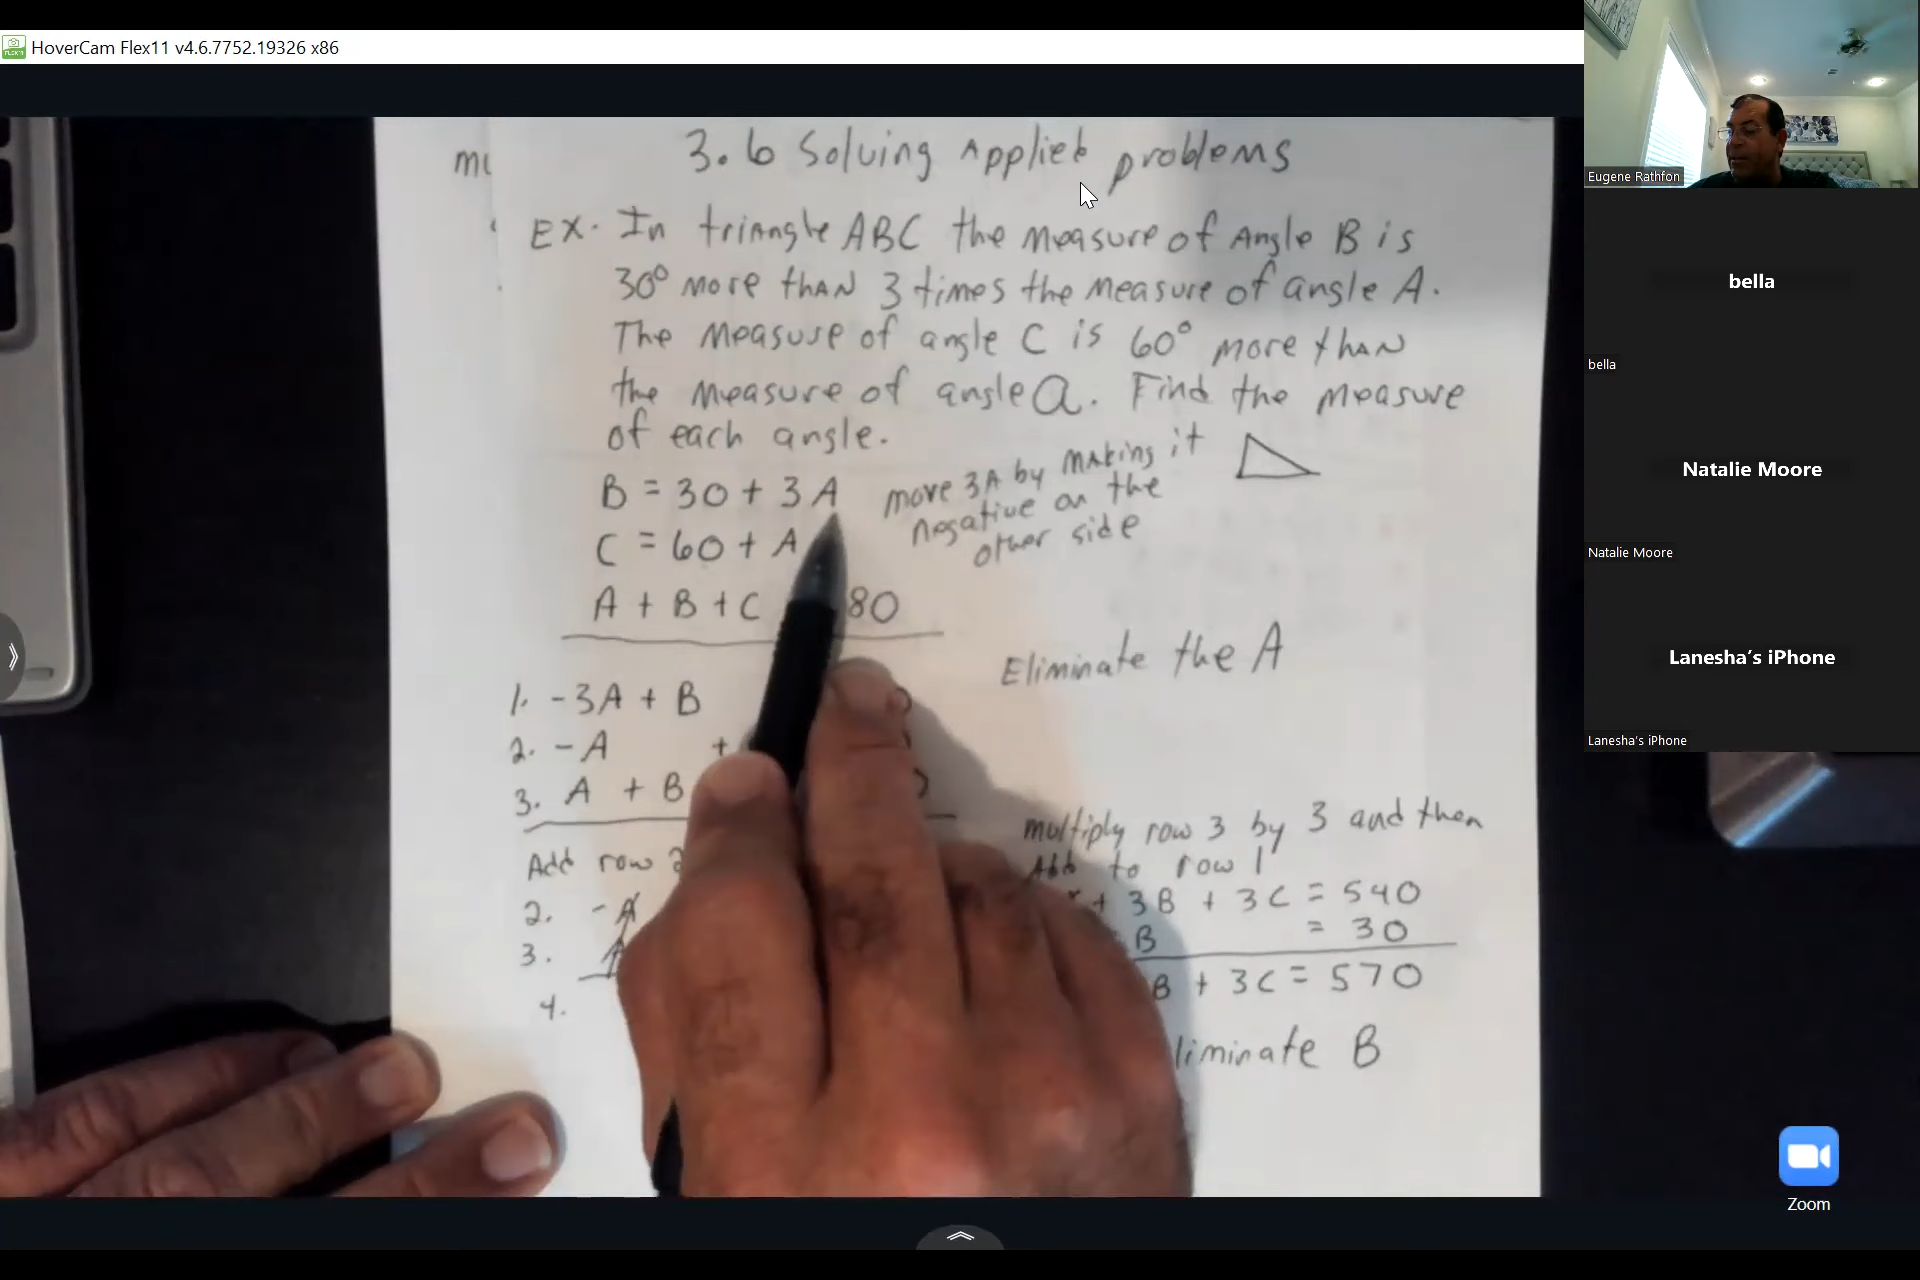 HoverCam Flex11 v4.6.7752.19326 x86
3.6 Solving Applied problems
mu
EX. In triangle ABC the measure of Angle B is
30° more than 3 times the measure of angle A.
The measure of angle C is 60° more than
the measure of angle a. Find the measure
of each angle.
B = 30 + 3A
move 3A by making it
negative on the
other side
C = 60 + A
A + B + C 80
Eliminate the A
1. -3A + B
2. -A +
3. A + B
multiply row 3 by 3 and then
Add to row 1
Add row 2
2. -A
3. A
4.
+ 3B + 3C = 540
B = 30
B + 3C = 570
liminate B
Eugene Rathfon
bella
bella
Natalie Moore
Natalie Moore
Lanesha's iPhone
Lanesha's iPhone
Zoom